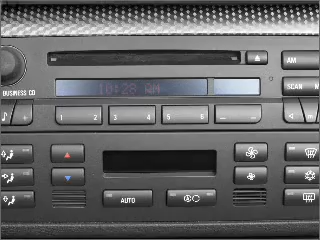 AM
10:28 AM
BUSINESS CD
SCAN M
+ 1 2 3 4 5 6 − − m
AUTO